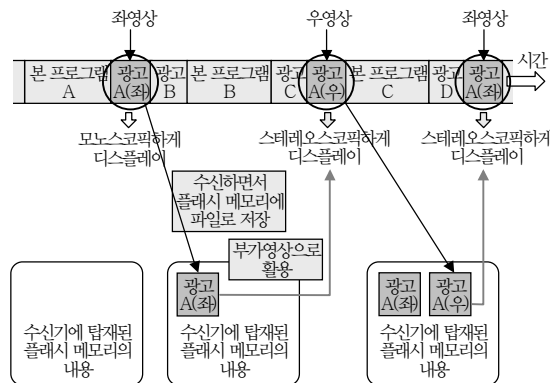 좌영상 우영상 좌영상
시간
본 프로그램 A
광고 A(좌)
광고 B
본 프로그램 B
광고 C
광고 A(우)
본 프로그램 C
광고 D
광고 A(좌)
모노스코픽하게
디스플레이
스테레오스코픽하게
디스플레이
스테레오스코픽하게
디스플레이
수신하면서
플래시 메모리에
파일로 저장
부가영상으로
활용
광고
A(좌)
광고
A(좌)
광고
A(우)
수신기에 탑재된
플래시 메모리의
내용
수신기에 탑재된
플래시 메모리의
내용
수신기에 탑재된
플래시 메모리의
내용